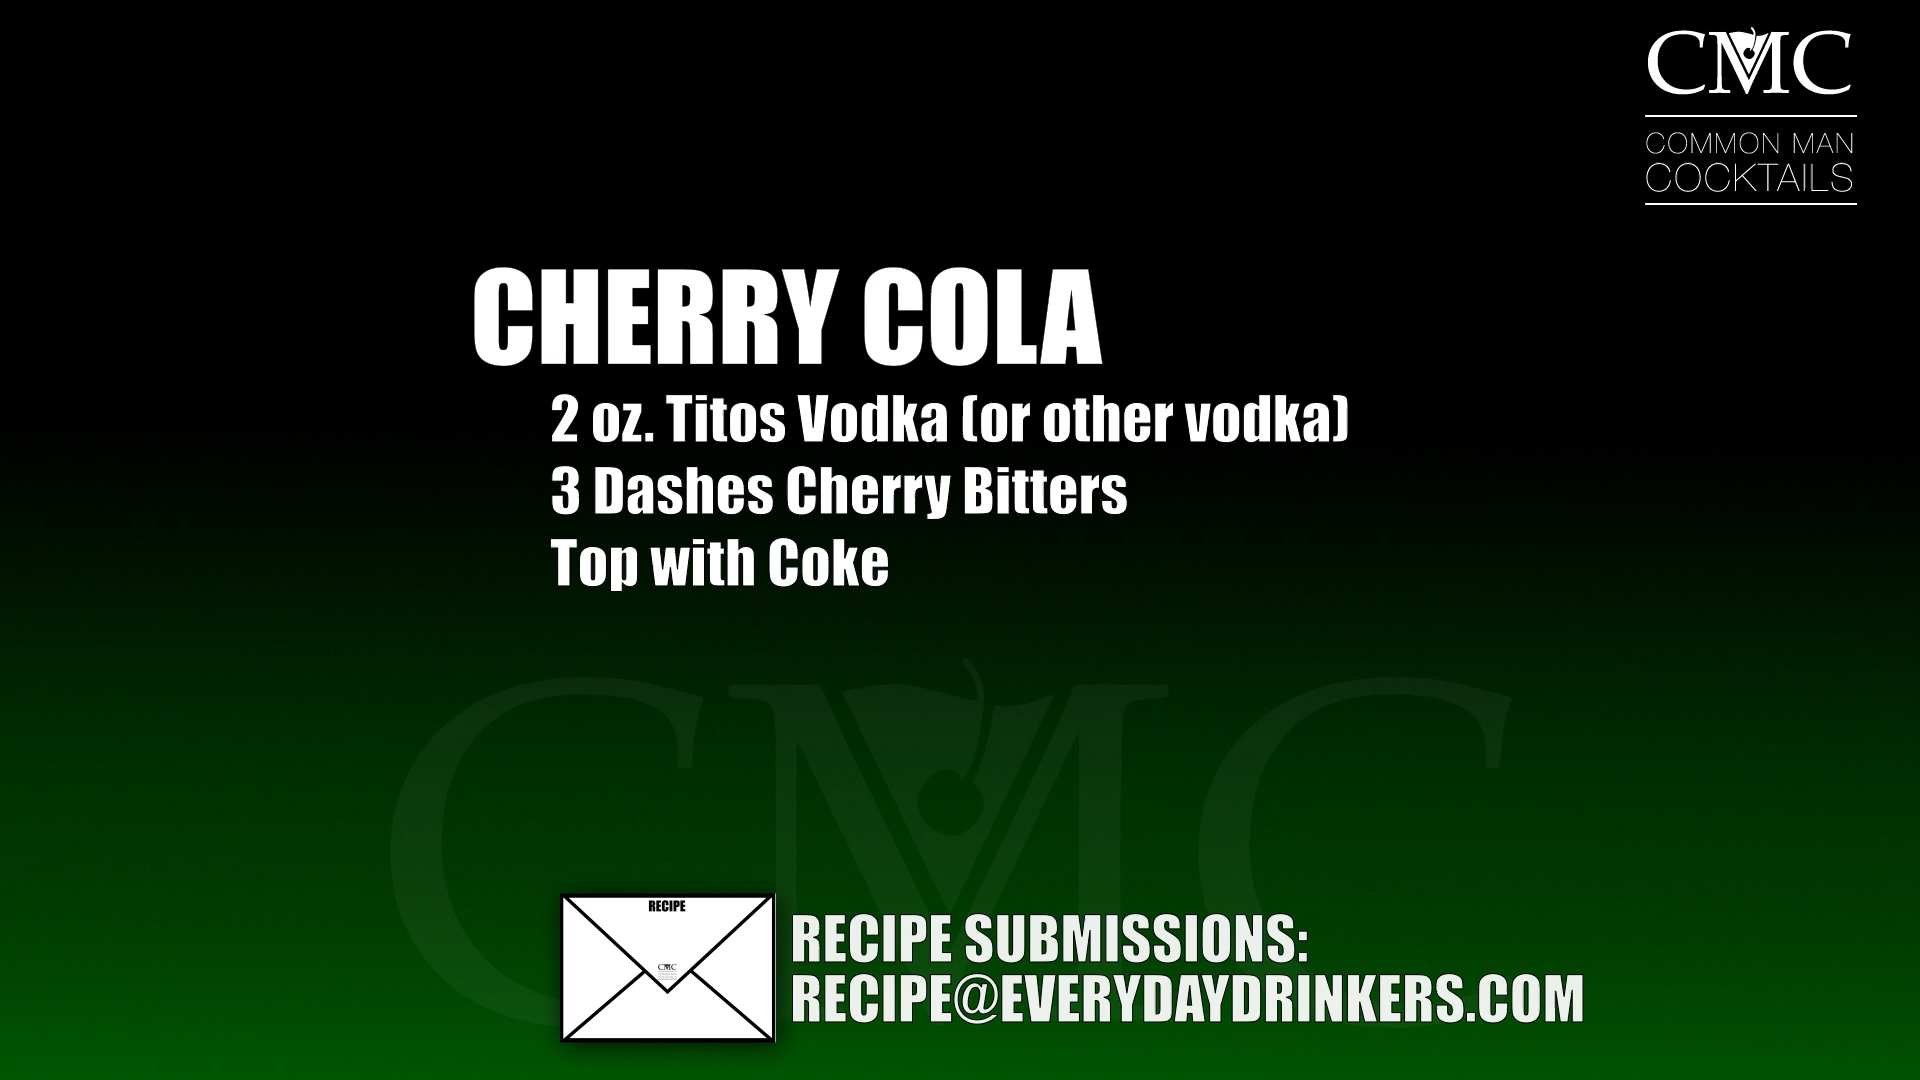 CMC
COMMON MAN
COCKTAILS
CHERRY COLA
2 oz. Titos Vodka (or other vodka)
3 Dashes Cherry Bitters
Top with Coke
CMC
RECIPE
CMC
RECIPE SUBMISSIONS:
RECIPE@EVERYDAYDRINKERS.COM